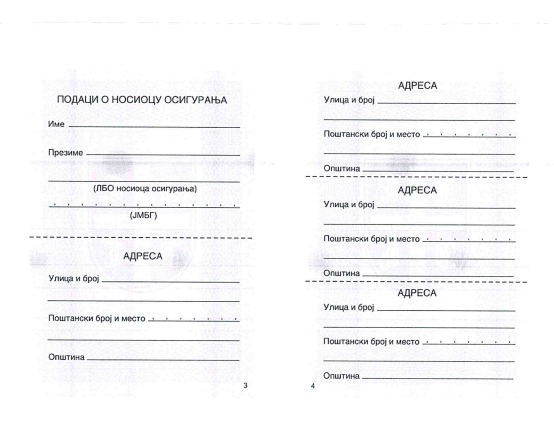 ПОДАЦИ О НОСИОЦУ ОСИГУРАЊА
Име
Презиме
(ЛБО носиоца осигурања)
(ЈМБГ)
АДРЕСА
Улица и број
Поштански број и место
Општина
3
АДРЕСА
Улица и број
Поштански број и место
Општина
АДРЕСА
Улица и број
Поштански број и место
Општина
АДРЕСА
Улица и број
Поштански број и место
Општина
4